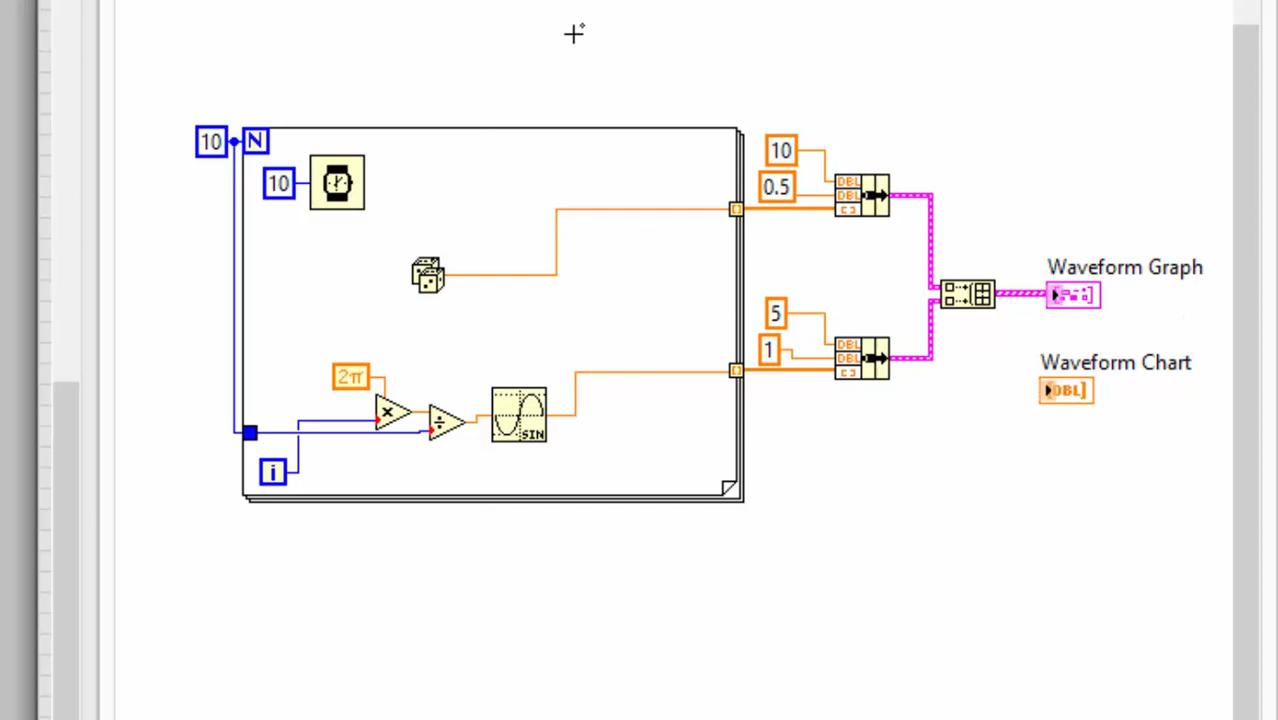 10 N
10
10
0.5
DBL
DBL
Waveform Graph
5
1
DBL
DBL
Waveform Chart
DBL]
2π
×
÷
SIN
i